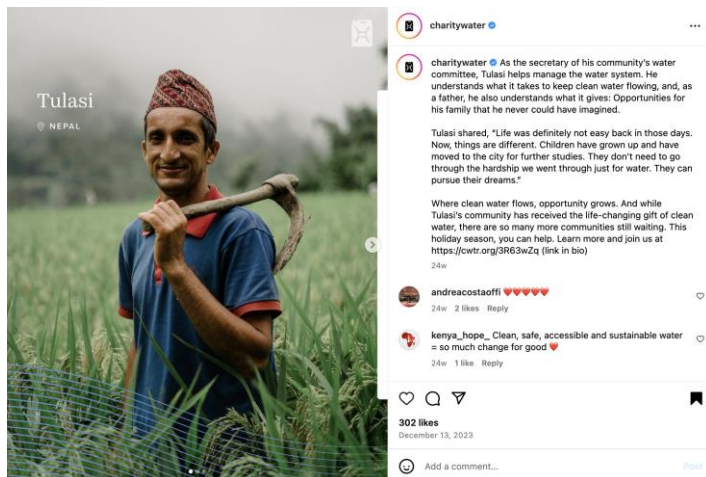 Tulasi
NEPAL
charitywater
charitywater As the secretary of his community's water
committee, Tulasi helps manage the water system. He
understands what it takes to keep clean water flowing, and, as
a father, he also understands what it gives: Opportunities for
his family that he never could have imagined.
Tulasi shared, "Life was definitely not easy back in those days.
Now, things are different. Children have grown up and have
moved to the city for further studies. They don't need to go
through the hardship we went through just for water. They can
pursue their dreams."
Where clean water flows, opportunity grows. And while
Tulasi's community has received the life-changing gift of clean
water, there are so many more communities still waiting. This
holiday season, you can help. Learn more and join us at
https://cwtr.org/3R63wZq (link in bio)
24w
andreacostaoffi ❤️❤️❤️❤️❤️
24w 2 likes Reply
kenya_hope_ Clean, safe, accessible and sustainable water
= so much change for good ❤️
24w 1 like Reply
302 likes
December 13, 2023
Add a comment...
Post